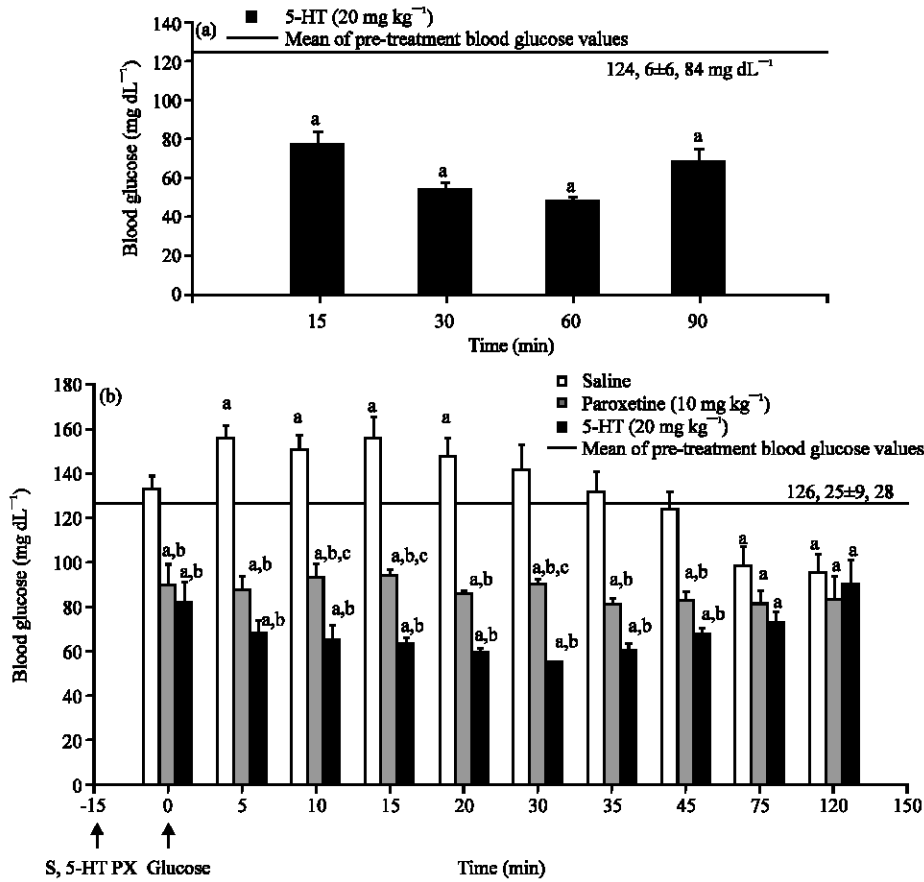 (a)
5-HT (20 mg kg⁻¹)
Mean of pre-treatment blood glucose values
124, 6±6, 84 mg dL⁻¹
Blood glucose (mg dL⁻¹)
140
120
100
80
60
40
20
0
a
a
a
a
15 30 60 90
Time (min)
(b)
Saline
Paroxetine (10 mg kg⁻¹)
5-HT (20 mg kg⁻¹)
Mean of pre-treatment blood glucose values
126, 25±9, 28
Blood glucose (mg dL⁻¹)
180
160
140
120
100
80
60
40
20
0
a,b a,b
a a,b a,b
a a,b,c a,b
a a,b,c a,b
a a,b a,b
a,b,c a,b
a,b a,b
a,b a,b
a a a
a a a
-15 0 5 10 15 20 30 35 45 75 120 150
S, 5-HT PX Glucose
Time (min)